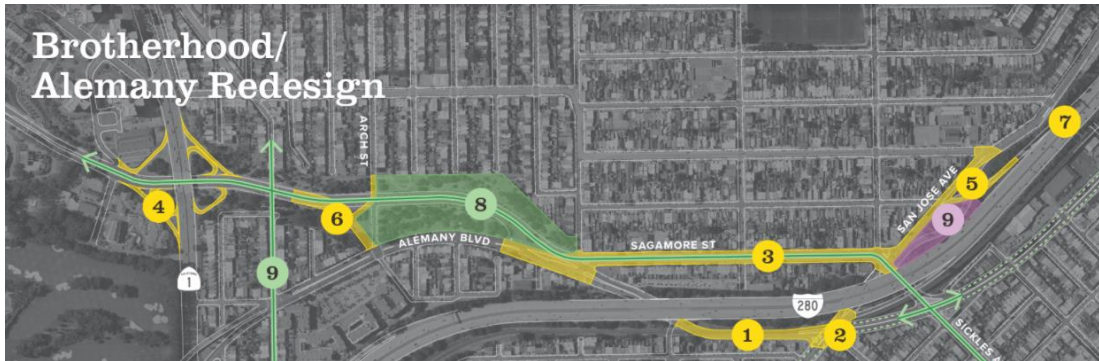 Brotherhood/
Alemany Redesign
ARCH ST
7
SAN JOSE AVE
5
4
6
8
9
ALEMANY BLVD
SAGAMORE ST
3
9
1
280
1
2
SICKLES A